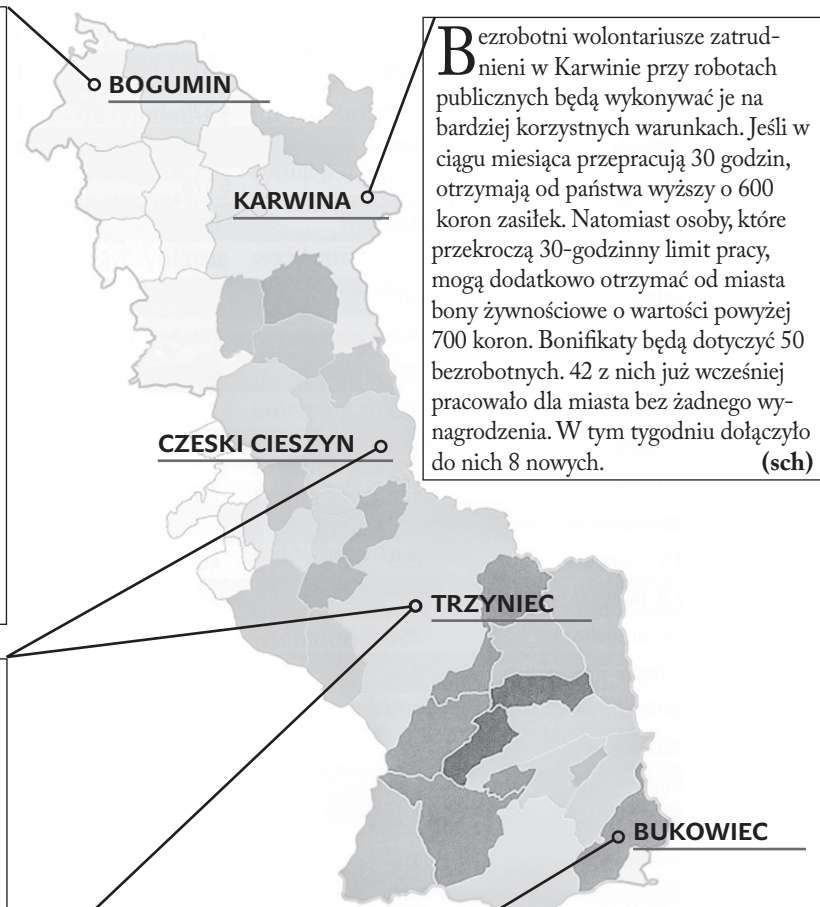 BOGUMIN
KARWINA
Bezrobotni wolontariusze zatrud-
nieni w Karwinie przy robotach
publicznych będą wykonywać je na
bardziej korzystnych warunkach. Jeśli w
ciągu miesiąca przepracują 30 godzin,
otrzymają od państwa wyższy o 600
koron zasiłek. Natomiast osoby, które
przekroczą 30-godzinny limit pracy,
mogą dodatkowo otrzymać od miasta
bony żywnościowe o wartości powyżej
700 koron. Bonifikaty będą dotyczyć 50
bezrobotnych. 42 z nich już wcześniej
pracowało dla miasta bez żadnego wy-
nagrodzenia. W tym tygodniu dołączyło
do nich 8 nowych. (sch)
CZESKI CIESZYN
TRZYNIEC
BUKOWIEC